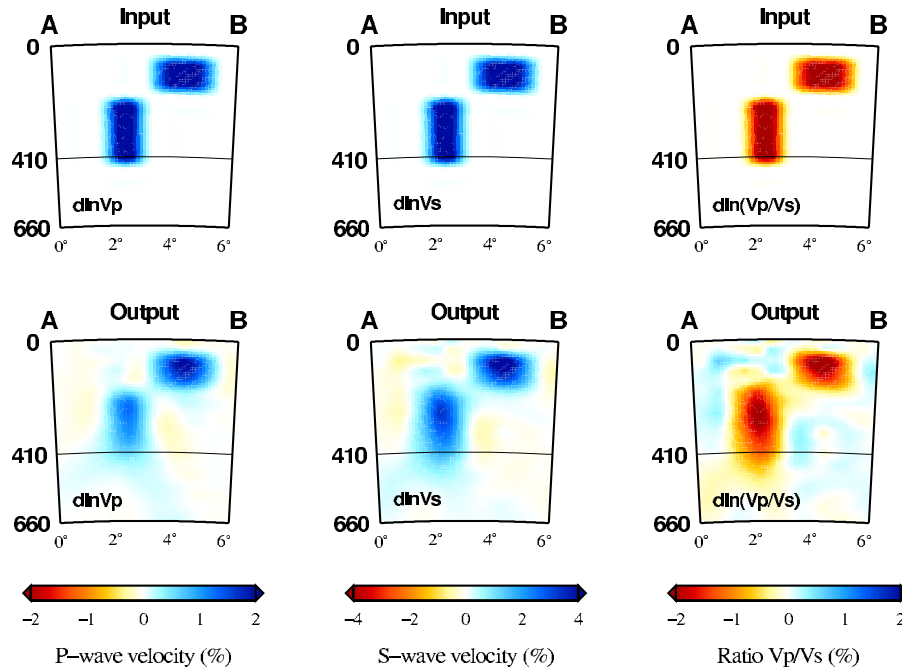 A Input B
A Input B
A Input B
0
410
660
dlnVp
0° 2° 4° 6°
0
410
660
dlnVs
0° 2° 4° 6°
0
410
660
dln(Vp/Vs)
0° 2° 4° 6°
A Output B
A Output B
A Output B
0
410
660
dlnVp
0° 2° 4° 6°
0
410
660
dlnVs
0° 2° 4° 6°
0
410
660
dln(Vp/Vs)
0° 2° 4° 6°
−2 −1 0 1 2
P−wave velocity (%)
−4 −2 0 2 4
S−wave velocity (%)
−2 −1 0 1 2
Ratio Vp/Vs (%)